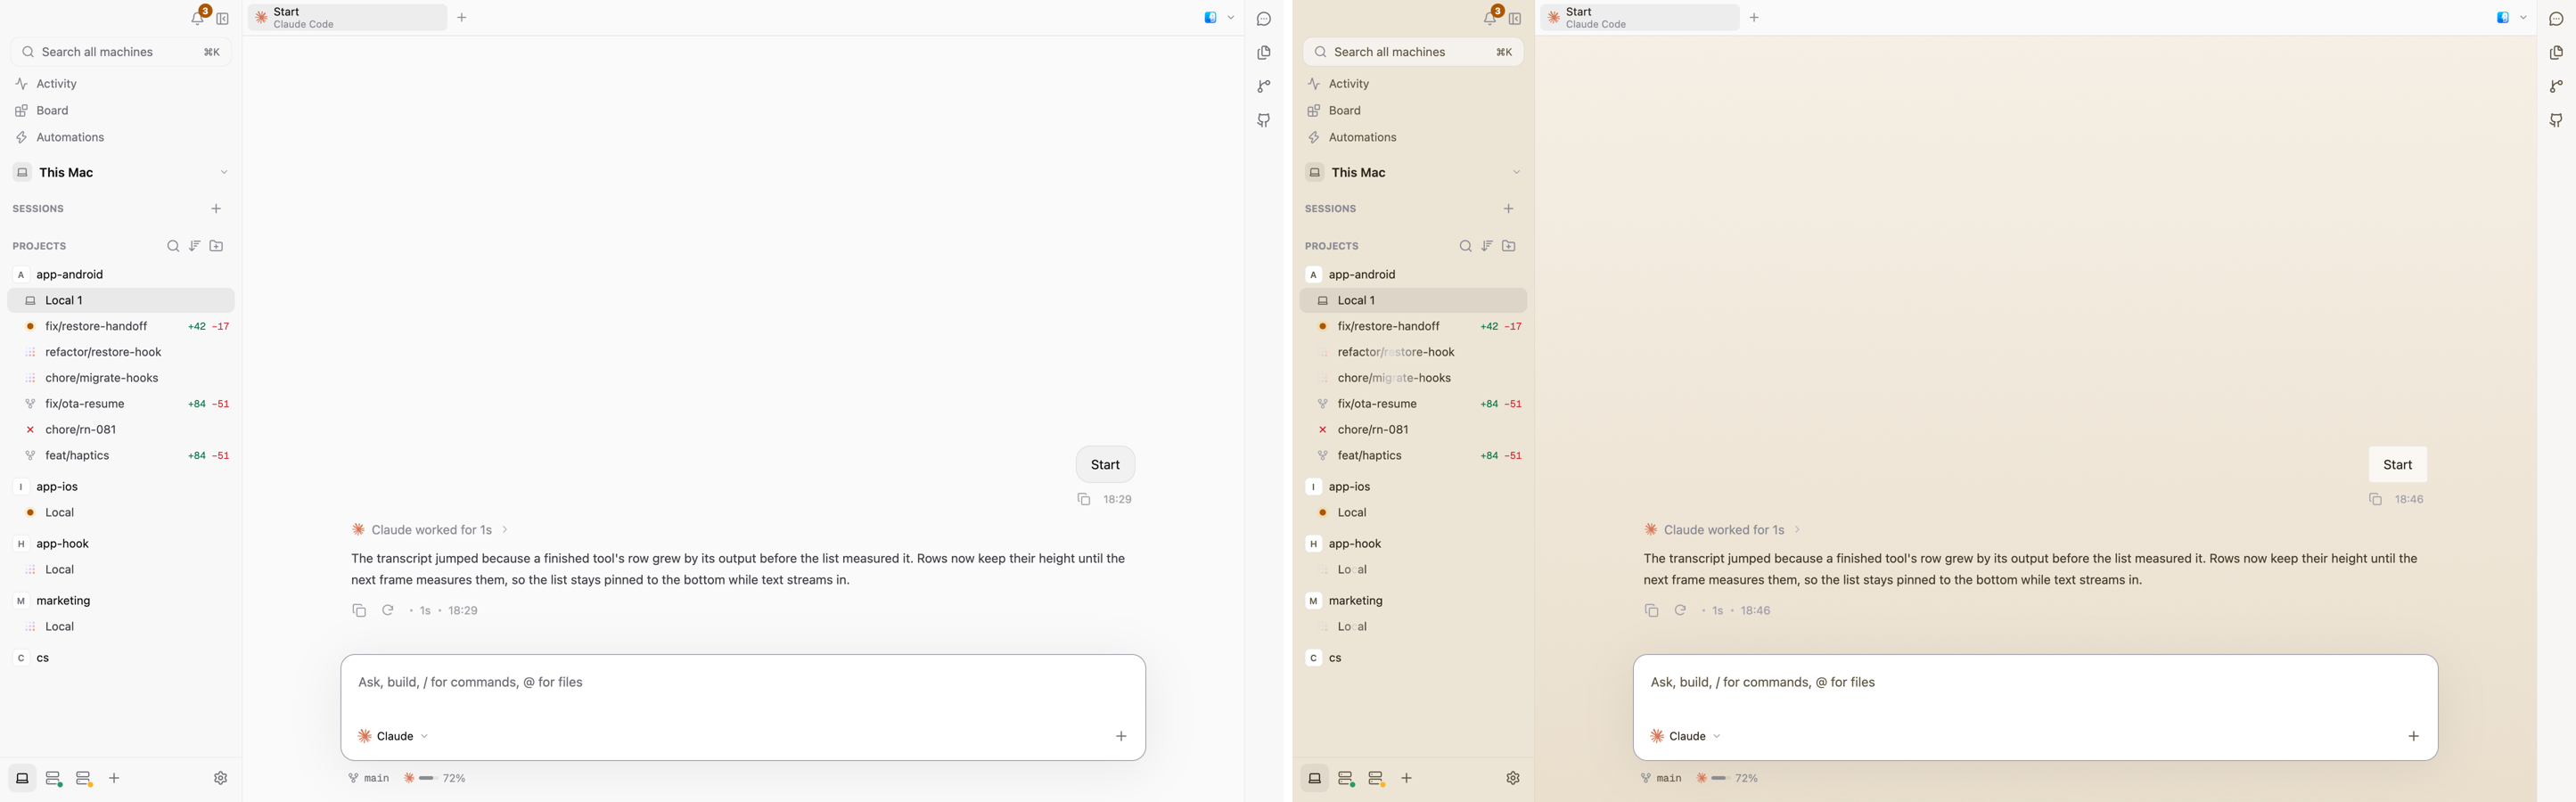 3
Start
Claude Code
Search all machines ⌘K
Activity
Board
Automations
This Mac
SESSIONS
PROJECTS
A app-android
Local 1
fix/restore-handoff +42 −17
refactor/restore-hook
chore/migrate-hooks
fix/ota-resume +84 −51
chore/rn-081
feat/haptics +84 −51
I app-ios
Local
H app-hook
Local
M marketing
Local
C cs
Start
18:29
Claude worked for 1s
The transcript jumped because a finished tool's row grew by its output before the list measured it. Rows now keep their height until the
next frame measures them, so the list stays pinned to the bottom while text streams in.
• 1s • 18:29
Ask, build, / for commands, @ for files
Claude
main 72%
3
Start
Claude Code
Search all machines ⌘K
Activity
Board
Automations
This Mac
SESSIONS
PROJECTS
A app-android
Local 1
fix/restore-handoff +42 −17
refactor/restore-hook
chore/migrate-hooks
fix/ota-resume +84 −51
chore/rn-081
feat/haptics +84 −51
I app-ios
Local
H app-hook
Local
M marketing
Local
C cs
Start
18:46
Claude worked for 1s
The transcript jumped because a finished tool's row grew by its output before the list measured it. Rows now keep their height until the
next frame measures them, so the list stays pinned to the bottom while text streams in.
• 1s • 18:46
Ask, build, / for commands, @ for files
Claude
main 72%